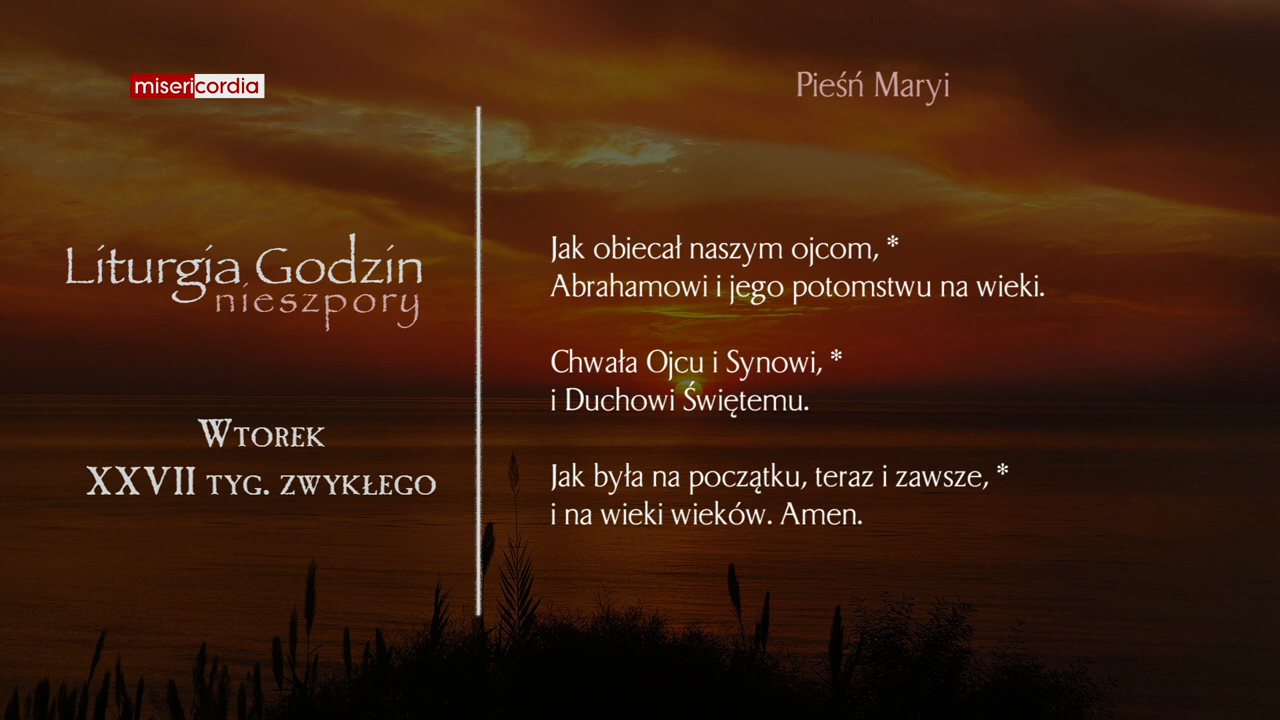 misericordia
Liturgia Godzin
nieszpory
Wtorek
XXVII tyg. zwykłego
Pieśń Maryi
Jak obiecał naszym ojcom, *
Abrahamowi i jego potomstwu na wieki.
Chwała Ojcu i Synowi, *
i Duchowi Świętemu.
Jak była na początku, teraz i zawsze, *
i na wieki wieków. Amen.